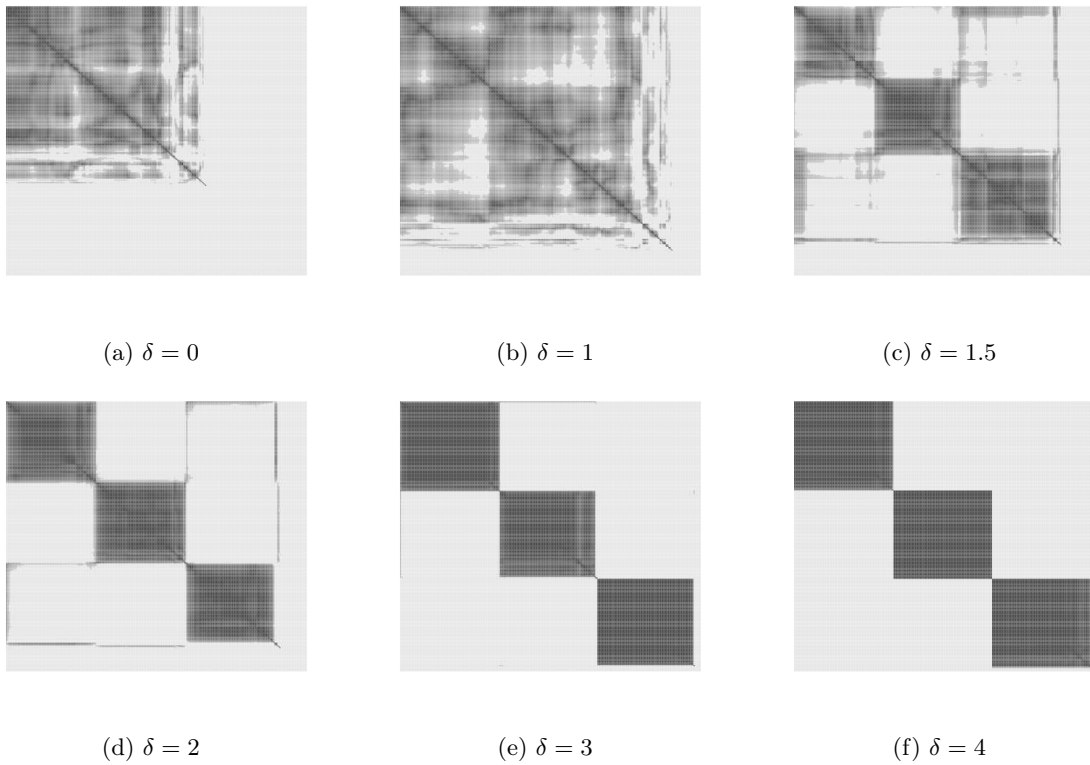 (a) δ = 0
(b) δ = 1
(c) δ = 1.5
(d) δ = 2
(e) δ = 3
(f) δ = 4